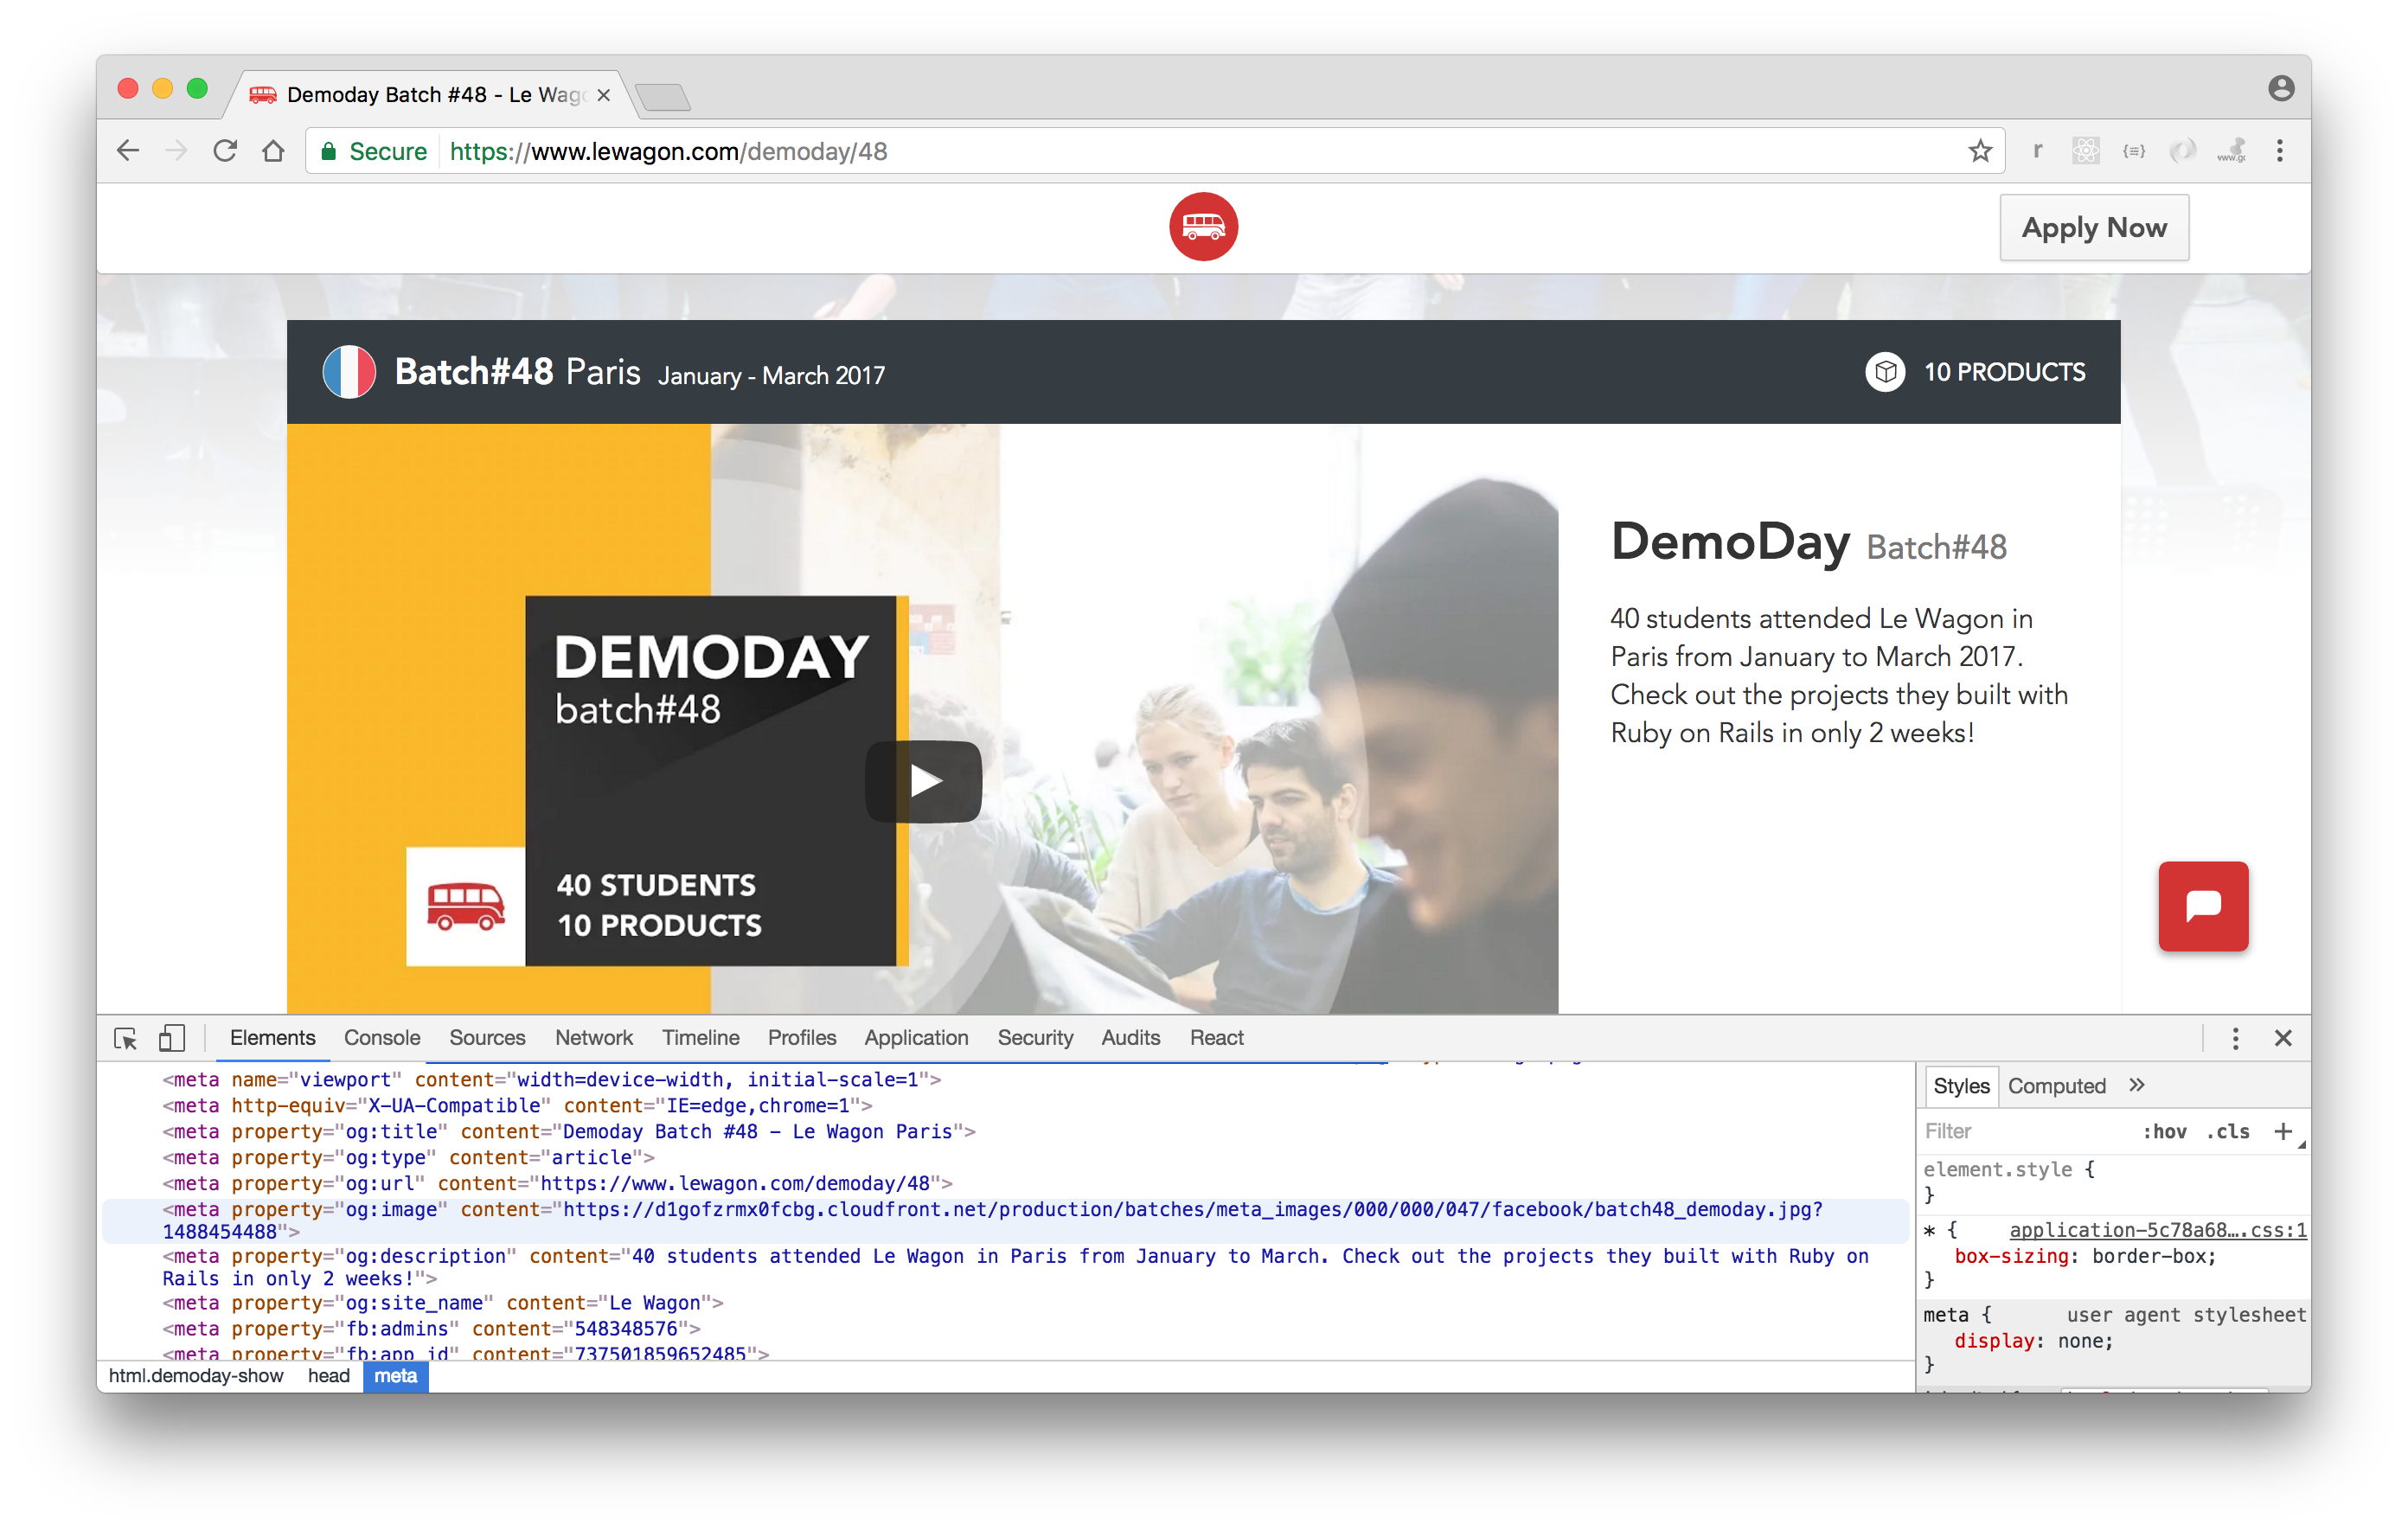 Demoday Batch #48 - Le Wago
Secure https://www.lewagon.com/demoday/48
r
www.gc
Apply Now
Batch#48 Paris January - March 2017
10 PRODUCTS
DEMODAY
batch#48
40 STUDENTS
10 PRODUCTS
DemoDay Batch#48
40 students attended Le Wagon in
Paris from January to March 2017.
Check out the projects they built with
Ruby on Rails in only 2 weeks!
Elements Console Sources Network Timeline Profiles Application Security Audits React
<meta name="viewport" content="width=device-width, initial-scale=1">
<meta http-equiv="X-UA-Compatible" content="IE=edge,chrome=1">
<meta property="og:title" content="Demoday Batch #48 - Le Wagon Paris">
<meta property="og:type" content="article">
<meta property="og:url" content="https://www.lewagon.com/demoday/48">
<meta property="og:image" content="https://d1gofzrmx0fcbg.cloudfront.net/production/batches/meta_images/000/000/047/facebook/batch48_demoday.jpg?
1488454488">
<meta property="og:description" content="40 students attended Le Wagon in Paris from January to March. Check out the projects they built with Ruby on
Rails in only 2 weeks!">
<meta property="og:site_name" content="Le Wagon">
<meta property="fb:admins" content="548348576">
<meta property="fb:app_id" content="737501859652485">
html.demoday-show head meta
Styles Computed »
Filter :hov .cls +
element.style {
}
* { application-5c78a68….css:1
box-sizing: border-box;
}
meta { user agent stylesheet
display: none;
}